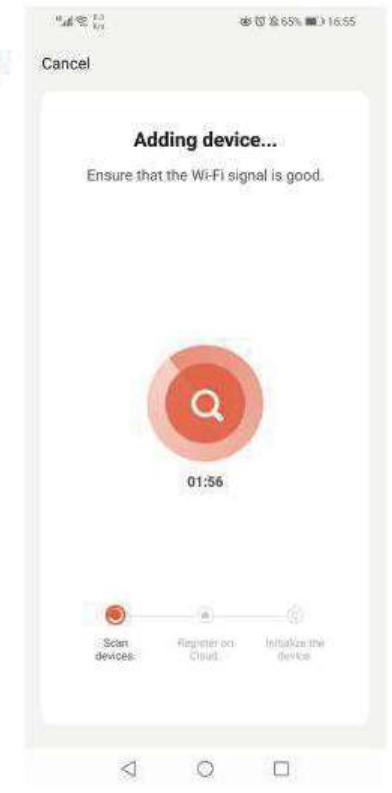 65% 16:55
Cancel
Adding device...
Ensure that the Wi-Fi signal is good.
01:56
Scan
devices.
Register on
Cloud.
Initialize the
device.